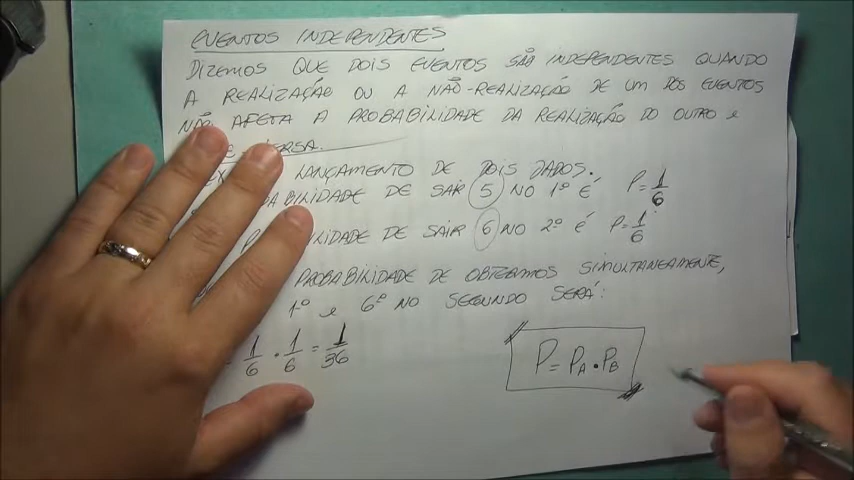 EVENTOS INDEPENDENTES
DIZEMOS QUE DOIS EVENTOS SÃO INDEPENDENTES QUANDO
A REALIZAÇÃO OU A NÃO-REALIZAÇÃO DE UM DOS EVENTOS
NÃO AFETA A PROBABILIDADE DA REALIZAÇÃO DO OUTRO e
LANÇAMENTO DE DOIS DADOS.
DE SAIR 5 NO 1º É P=1/6
DE SAIR 6 NO 2º É P=1/6
PROBABILIDADE DE OBTERMOS SIMULTANEAMENTE,
1º e 6º NO SEGUNDO SERÁ:
1/6 · 1/6 = 1/36
P = PA · PB